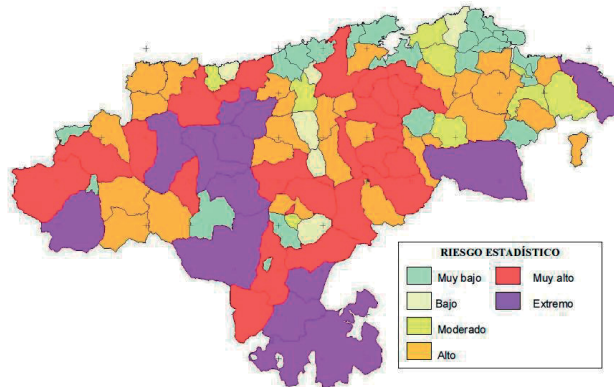 RIESGO ESTADÍSTICO
Muy bajo
Muy alto
Bajo
Extremo
Moderado
Alto